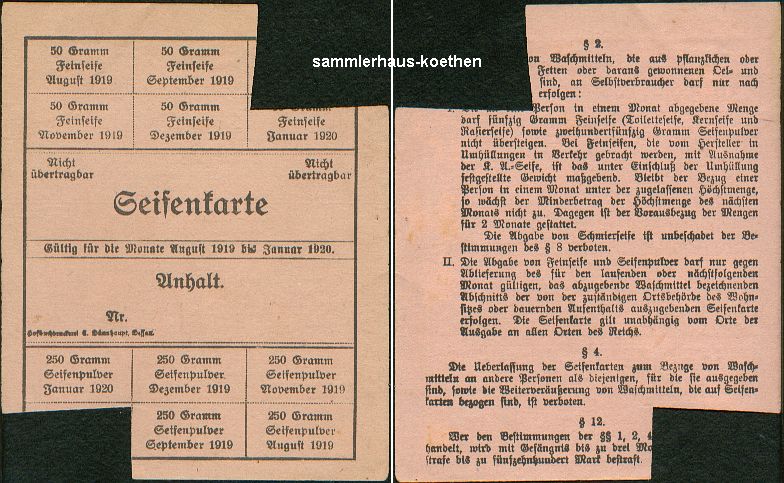 50 Gramm
Feinseife
August 1919
50 Gramm
Feinseife
September 1919
50 Gramm
Feinseife
November 1919
50 Gramm
Feinseife
Dezember 1919
Feinseife
Januar 1920
Nicht
übertragbar
Nicht
übertragbar
Seifenkarte
Gültig für die Monate August 1919 bis Januar 1920.
Anhalt.
Nr.
Hofbuchdruckerei C. Dünnhaupt, Dessau.
250 Gramm
Seifenpulver
Januar 1920
250 Gramm
Seifenpulver
Dezember 1919
250 Gramm
Seifenpulver
November 1919
250 Gramm
Seifenpulver
September 1919
250 Gramm
Seifenpulver
August 1919
sammlerhaus-koethen
§ 2.
von Waschmitteln, die aus pflanzlichen oder
Fetten oder daraus gewonnenen Oel- und
sind, an Selbstverbraucher darf nur nach
erfolgen:
Person in einem Monat abgegebene Menge
darf fünfzig Gramm Feinseife (Toiletteseife, Kernseife und
Rasierseife) sowie zweihundertfünfzig Gramm Seifenpulver
nicht übersteigen. Bei Feinseifen, die vom Hersteller in
Umhüllungen in Verkehr gebracht werden, mit Ausnahme
der K. A.-Seife, ist das unter Einschluß der Umhüllung
festgestellte Gewicht maßgebend. Bleibt der Bezug einer
Person in einem Monat unter der zugelassenen Höchstmenge,
so wächst der Minderbetrag der Höchstmenge des nächsten
Monats nicht zu. Dagegen ist der Vorausbezug der Mengen
für 2 Monate gestattet.
Die Abgabe von Schmierseife ist unbeschadet der Be-
stimmungen des § 8 verboten.
II. Die Abgabe von Feinseife und Seifenpulver darf nur gegen
Ablieferung des für den laufenden oder nächstfolgenden
Monat gültigen, das abzugebende Waschmittel bezeichnenden
Abschnitts der von der zuständigen Ortsbehörde des Wohn-
sitzes oder dauernden Aufenthalts auszugebenden Seifenkarte
erfolgen. Die Seifenkarte gilt unabhängig vom Orte der
Ausgabe an allen Orten des Reichs.
§ 4.
Die Ueberlassung der Seifenkarten zum Bezuge von Wasch-
mitteln an andere Personen als diejenigen, für die sie ausgegeben
sind, sowie die Weiterveräußerung von Waschmitteln, die auf Seifen-
karten bezogen sind, ist verboten.
§ 12.
Wer den Bestimmungen der §§ 1, 2, 4
handelt, wird mit Gefängnis bis zu drei Mo
strafe bis zu fünfzehnhundert Mark bestraft.